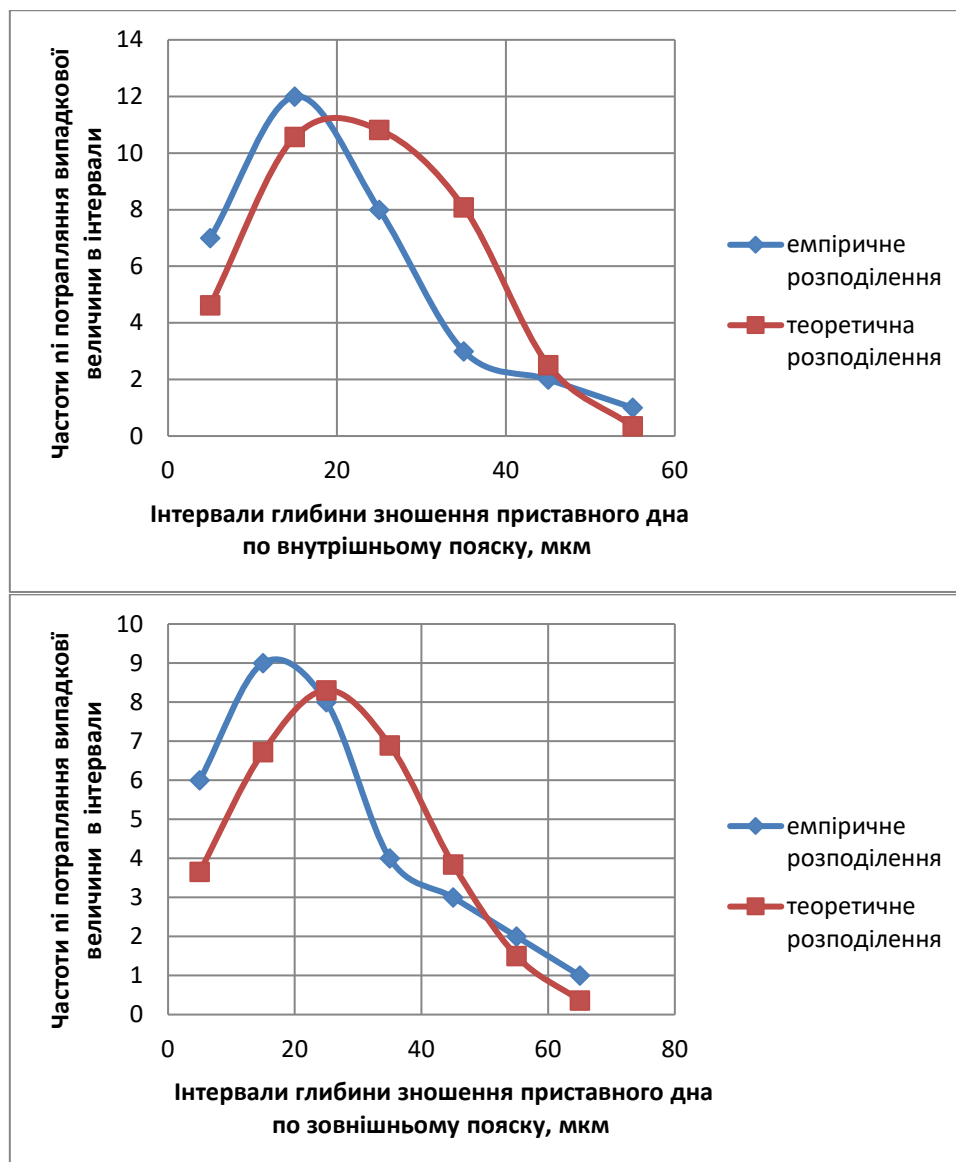 Частоти ni потрапляння випадкової
величини в інтервали
14
12
10
8
6
4
2
0
0 20 40 60
Інтервали глибини зношення приставного дна
по внутрішньому пояску, мкм
емпіричне
розподілення
теоретична
розподілення
Частоти ni потрапляння випадкові
величини в інтервали
10
9
8
7
6
5
4
3
2
1
0
0 20 40 60 80
Інтервали глибини зношення приставного дна
по зовнішньому пояску, мкм
емпіричне
розподілення
теоретичне
розподілення